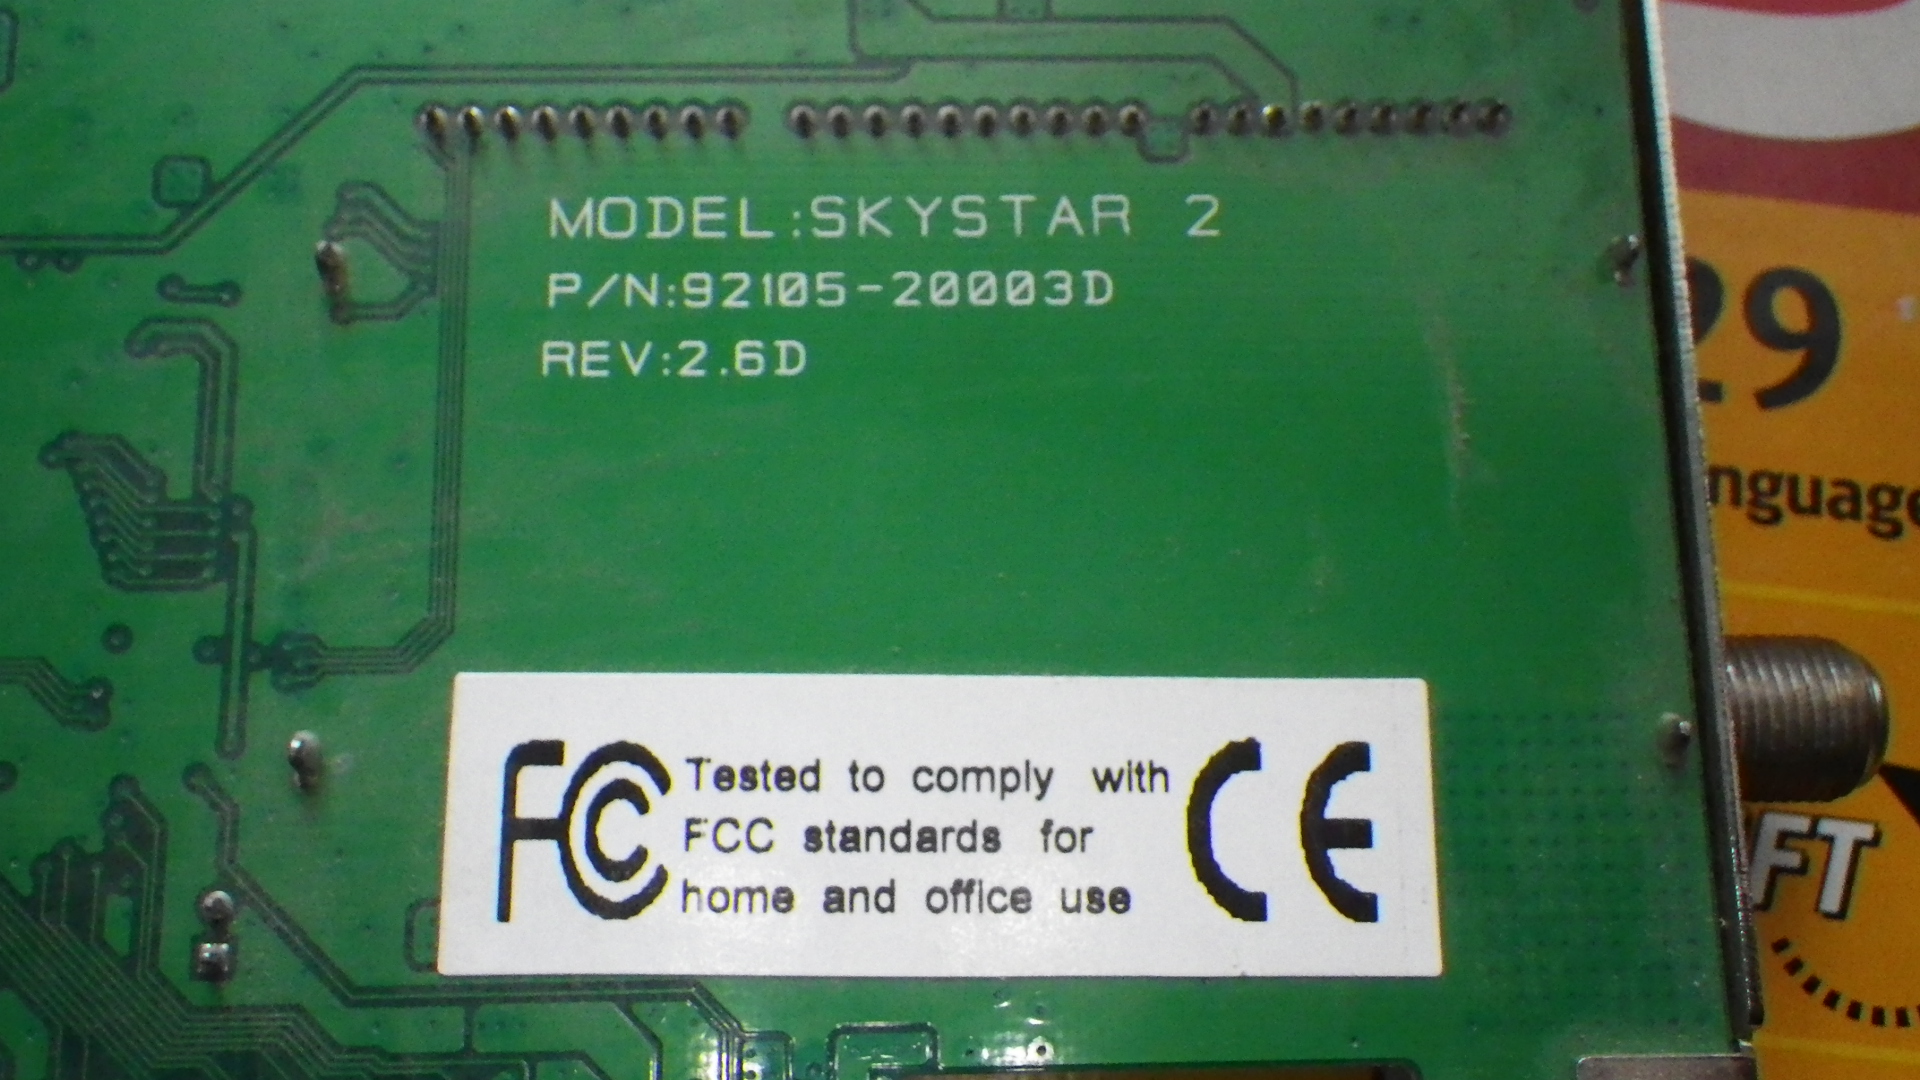 MODEL:SKYSTAR 2
P/N:92105-20003D
REV:2.6D
FC Tested to comply with
FCC standards for
home and office use
CE
29
nguage
FT